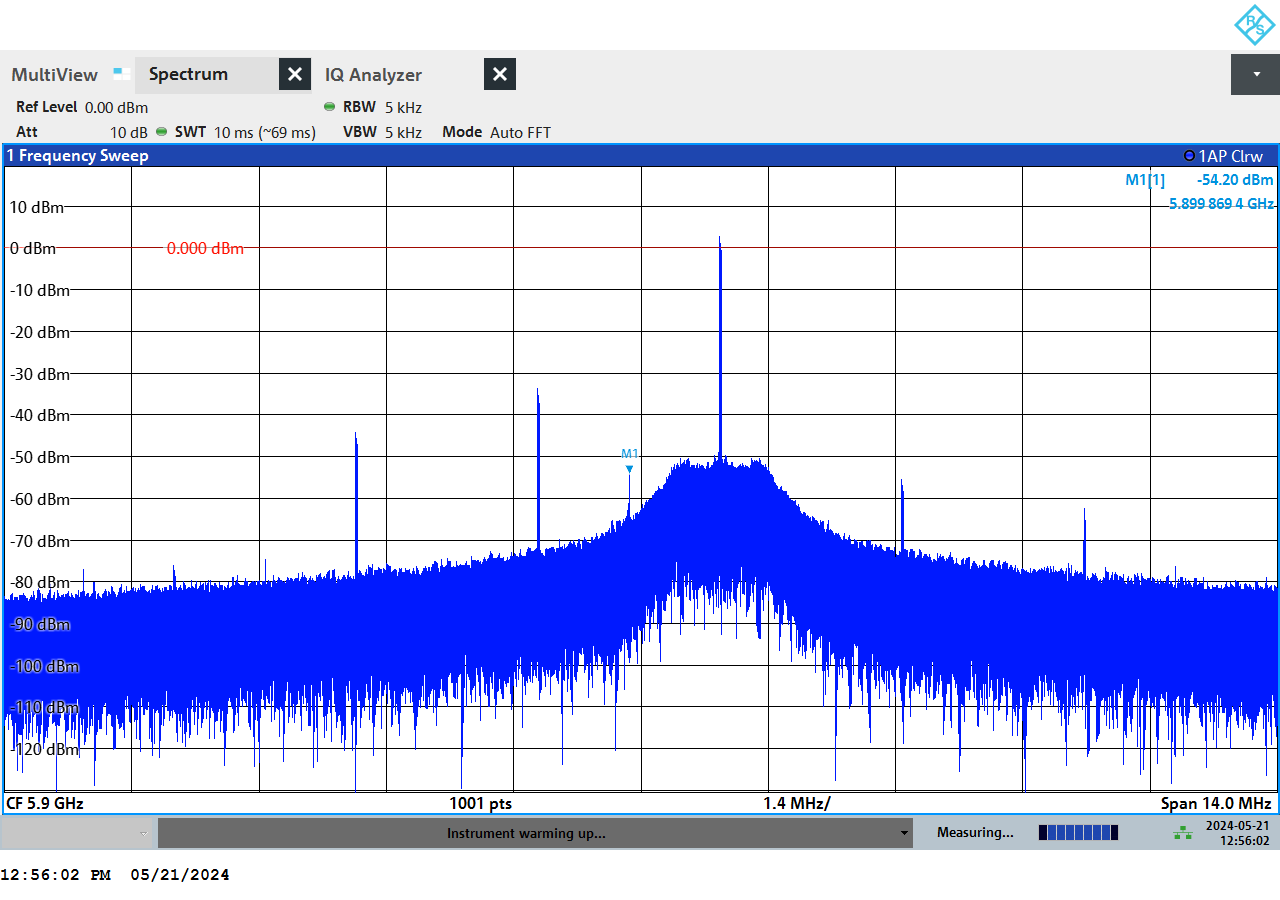 R S
MultiView Spectrum IQ Analyzer
Ref Level 0.00 dBm RBW 5 kHz
Att 10 dB SWT 10 ms (~69 ms) VBW 5 kHz Mode Auto FFT
1 Frequency Sweep 1AP Clrw
M1[1] -54.20 dBm
5.899 869 4 GHz
10 dBm
0 dBm 0.000 dBm
-10 dBm
-20 dBm
-30 dBm
-40 dBm
-50 dBm
M1
-60 dBm
-70 dBm
-80 dBm
-90 dBm
-100 dBm
-110 dBm
-120 dBm
CF 5.9 GHz 1001 pts 1.4 MHz/ Span 14.0 MHz
Instrument warming up... Measuring... 2024-05-21
12:56:02
12:56:02 PM 05/21/2024